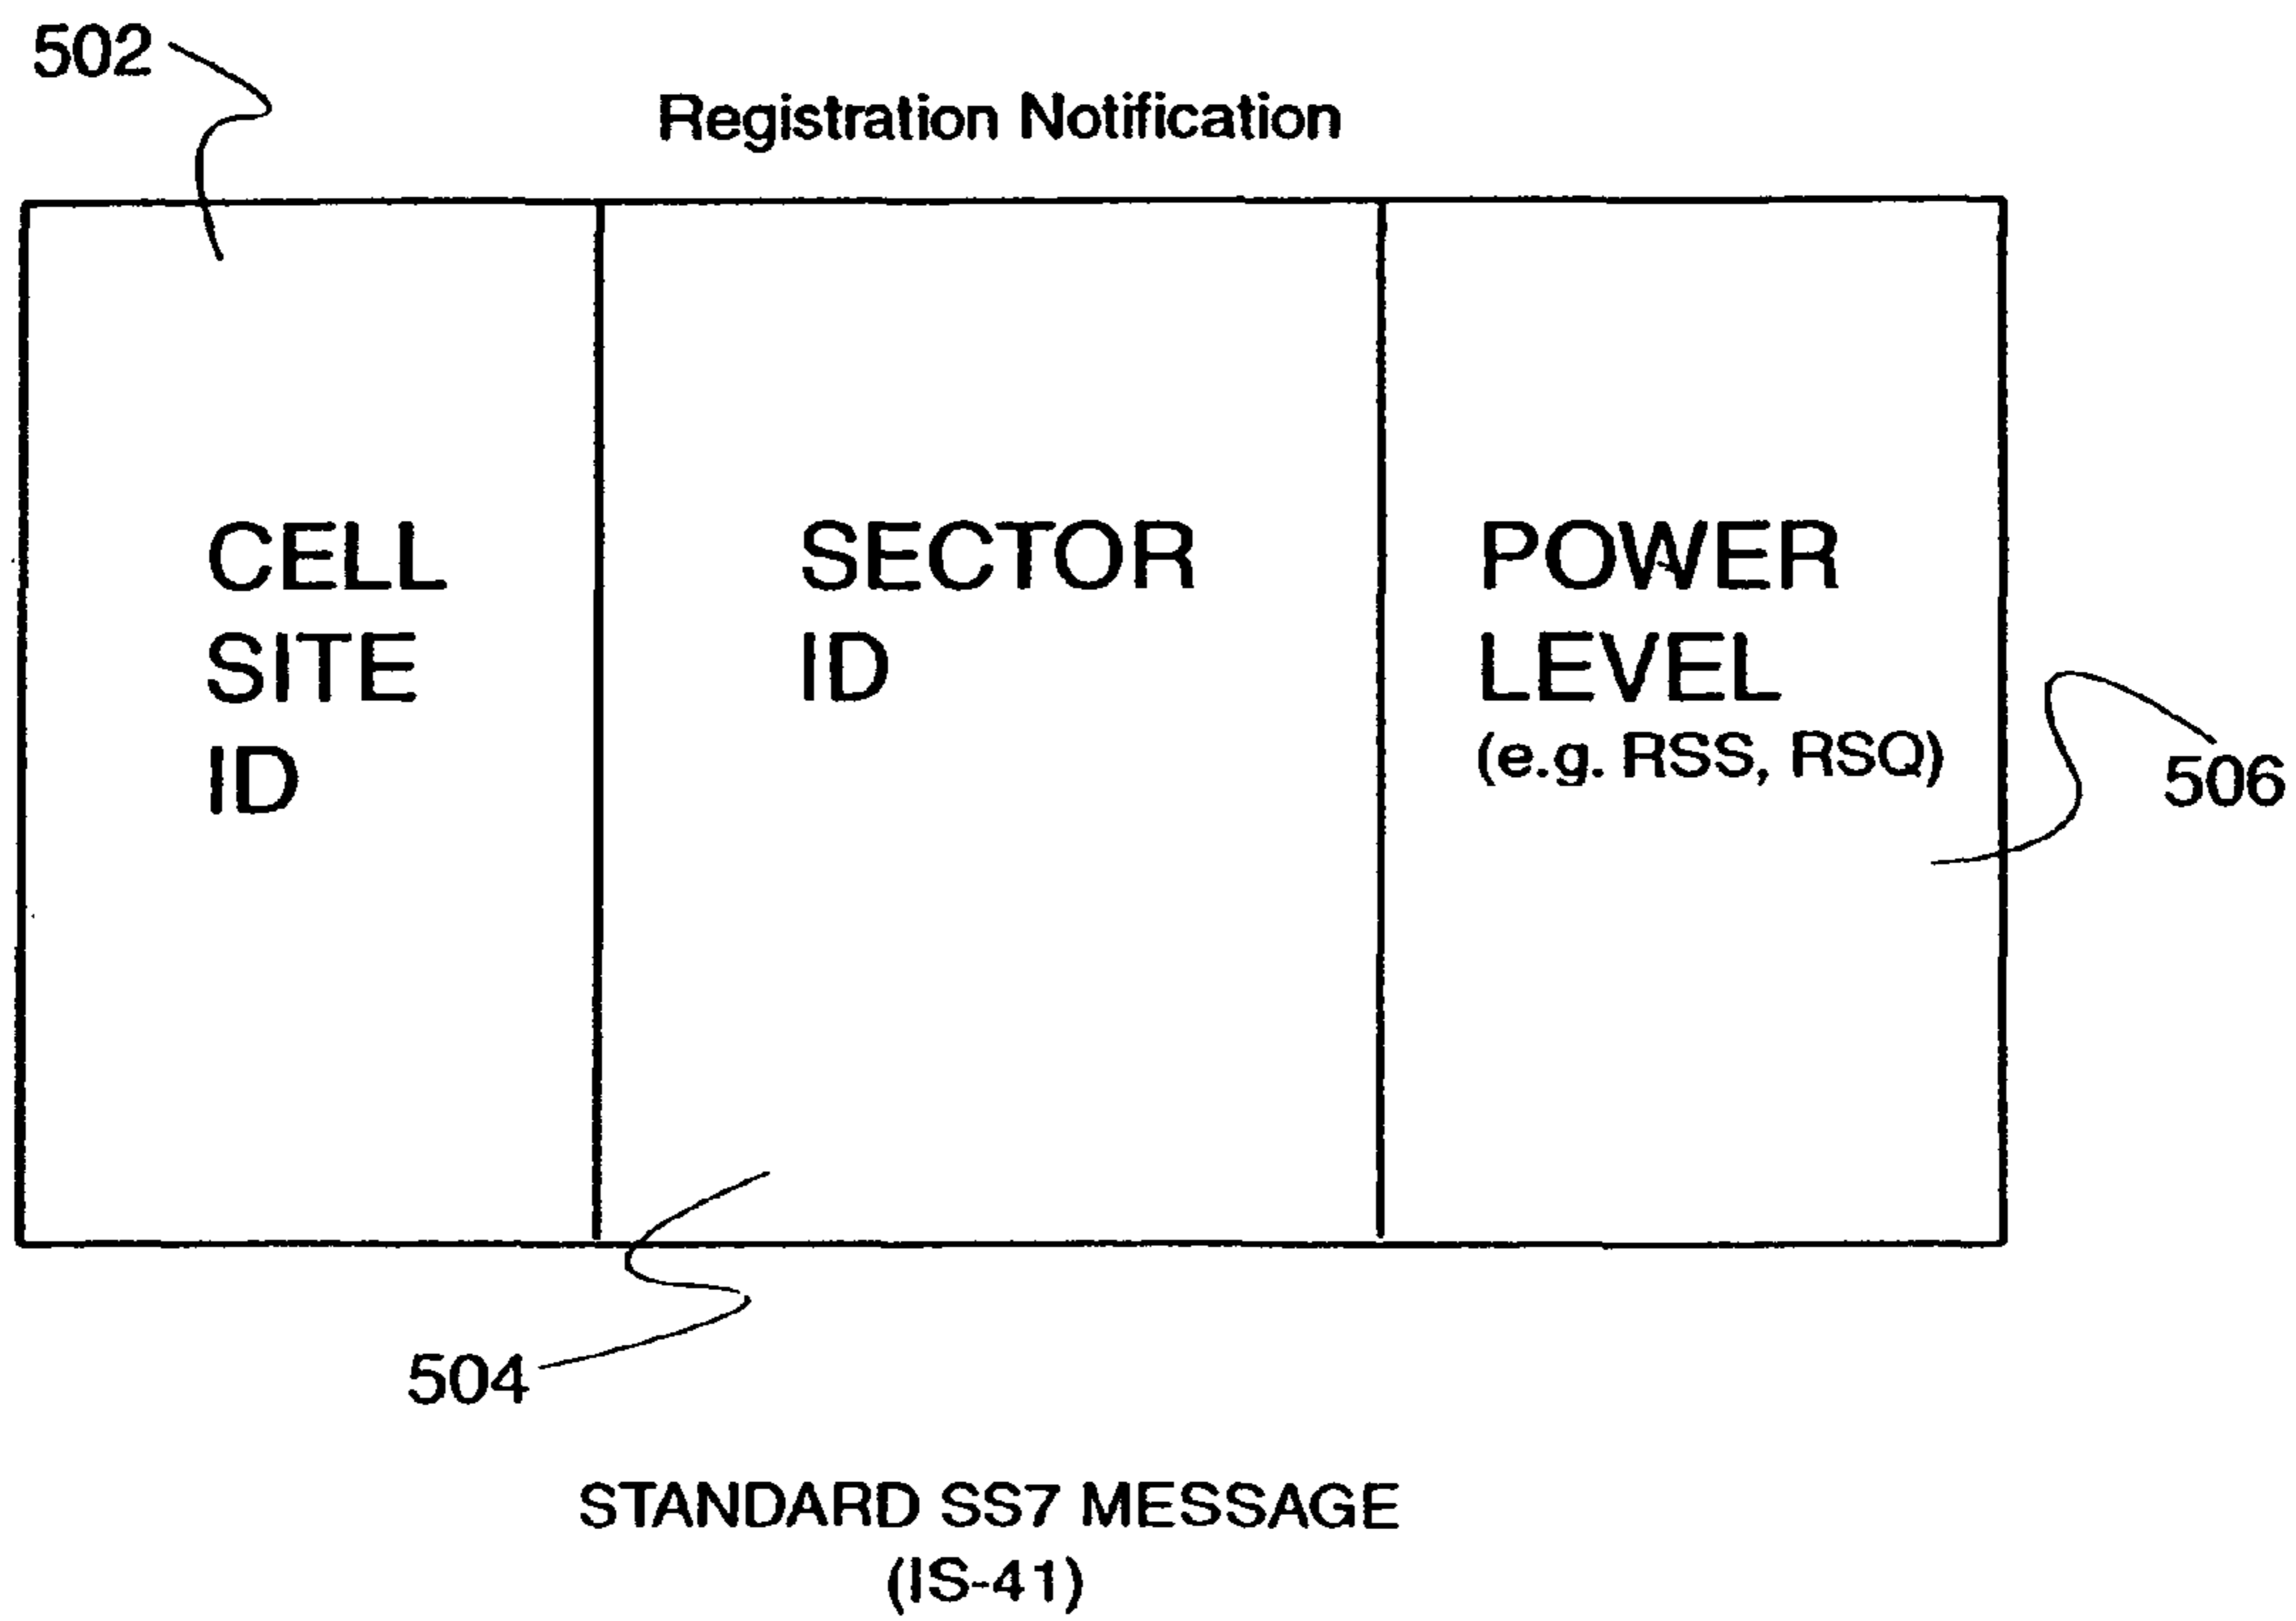 502
Registration Notification
CELL
SITE
ID
SECTOR
ID
POWER
LEVEL
(e.g. RSS, RSQ)
506
504
STANDARD SS7 MESSAGE
(IS-41)